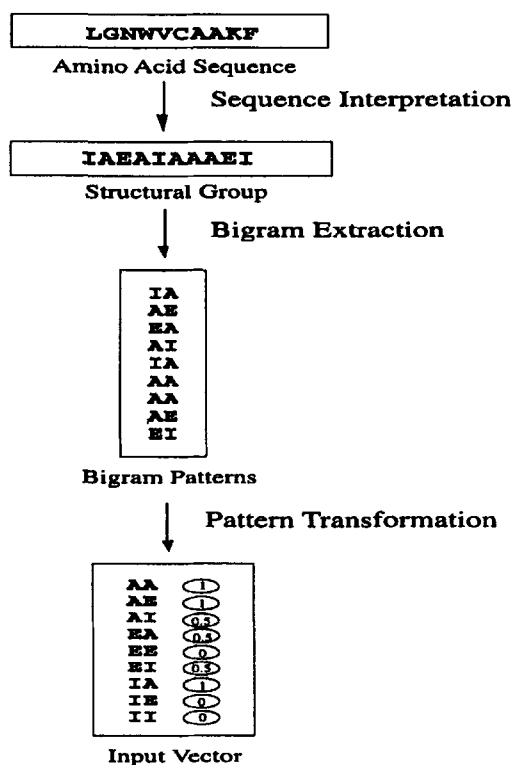 LGNWVCAAKF
Amino Acid Sequence
Sequence Interpretation
IAEAIAAAEI
Structural Group
Bigram Extraction
IA
AE
EA
AI
IA
AA
AA
AE
EI
Bigram Patterns
Pattern Transformation
AA 1
AE 1
AI 0.5
EA 0.5
EE 0
EI 0.5
IA 1
IE 0
II 0
Input Vector